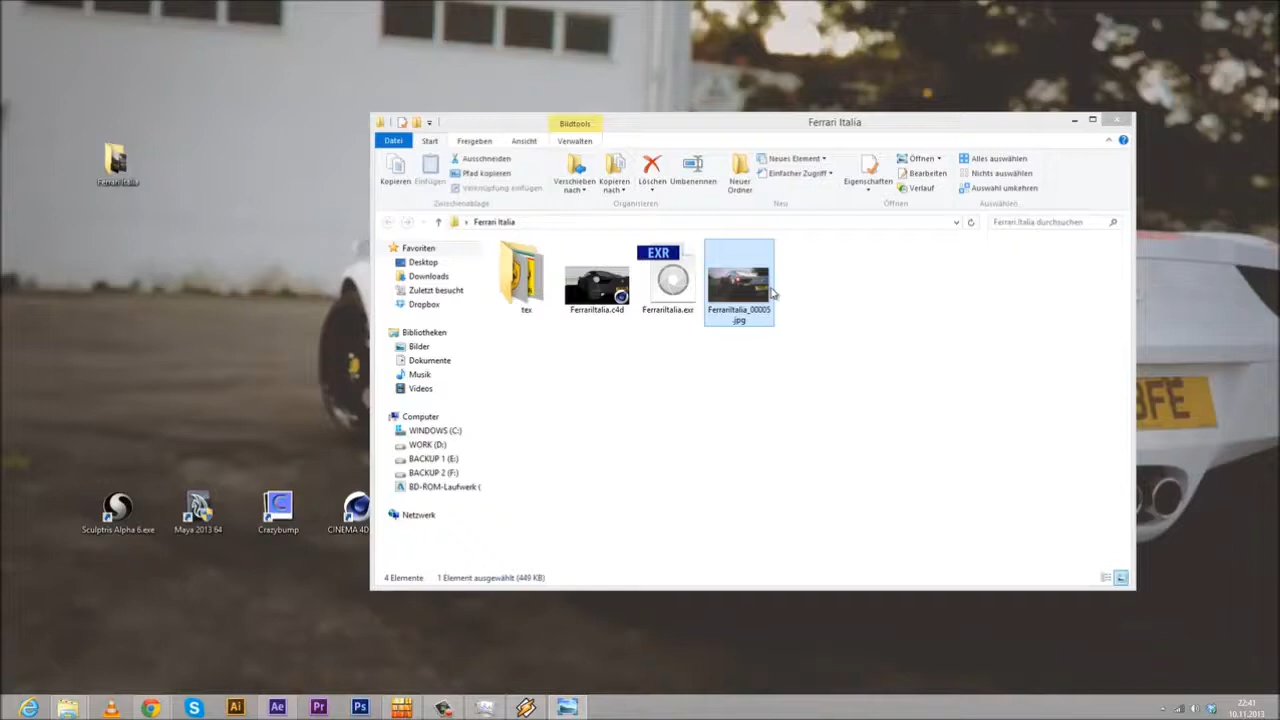 Ferrari Italia
Bildtools
Ferrari Italia
Datei Start Freigeben Ansicht Verwalten
Kopieren
Einfügen
Ausschneiden
Pfad kopieren
Verknüpfung einfügen
Zwischenablage
Verschieben nach
Kopieren nach
Löschen
Umbenennen
Organisieren
Neuer Ordner
Neues Element
Einfacher Zugriff
Neu
Eigenschaften
Öffnen
Bearbeiten
Verlauf
Öffnen
Alles auswählen
Nichts auswählen
Auswahl umkehren
Auswählen
Ferrari Italia
Ferrari Italia durchsuchen
Favoriten
Desktop
Downloads
Zuletzt besucht
Dropbox
Bibliotheken
Bilder
Dokumente
Musik
Videos
Computer
WINDOWS (C:)
WORK (D:)
BACKUP 1 (E:)
BACKUP 2 (F:)
BD-ROM-Laufwerk (
Netzwerk
tex
FerrariItalia.c4d
EXR
FerrariItalia.exr
FerrariItalia_00005
.jpg
4 Elemente 1 Element ausgewählt (449 KB)
Sculptris Alpha 6.exe
Maya 2013 64
Crazybump
CINEMA 4D
BFE
Ai
Ae
Pr
Ps
22:41
10.11.2013